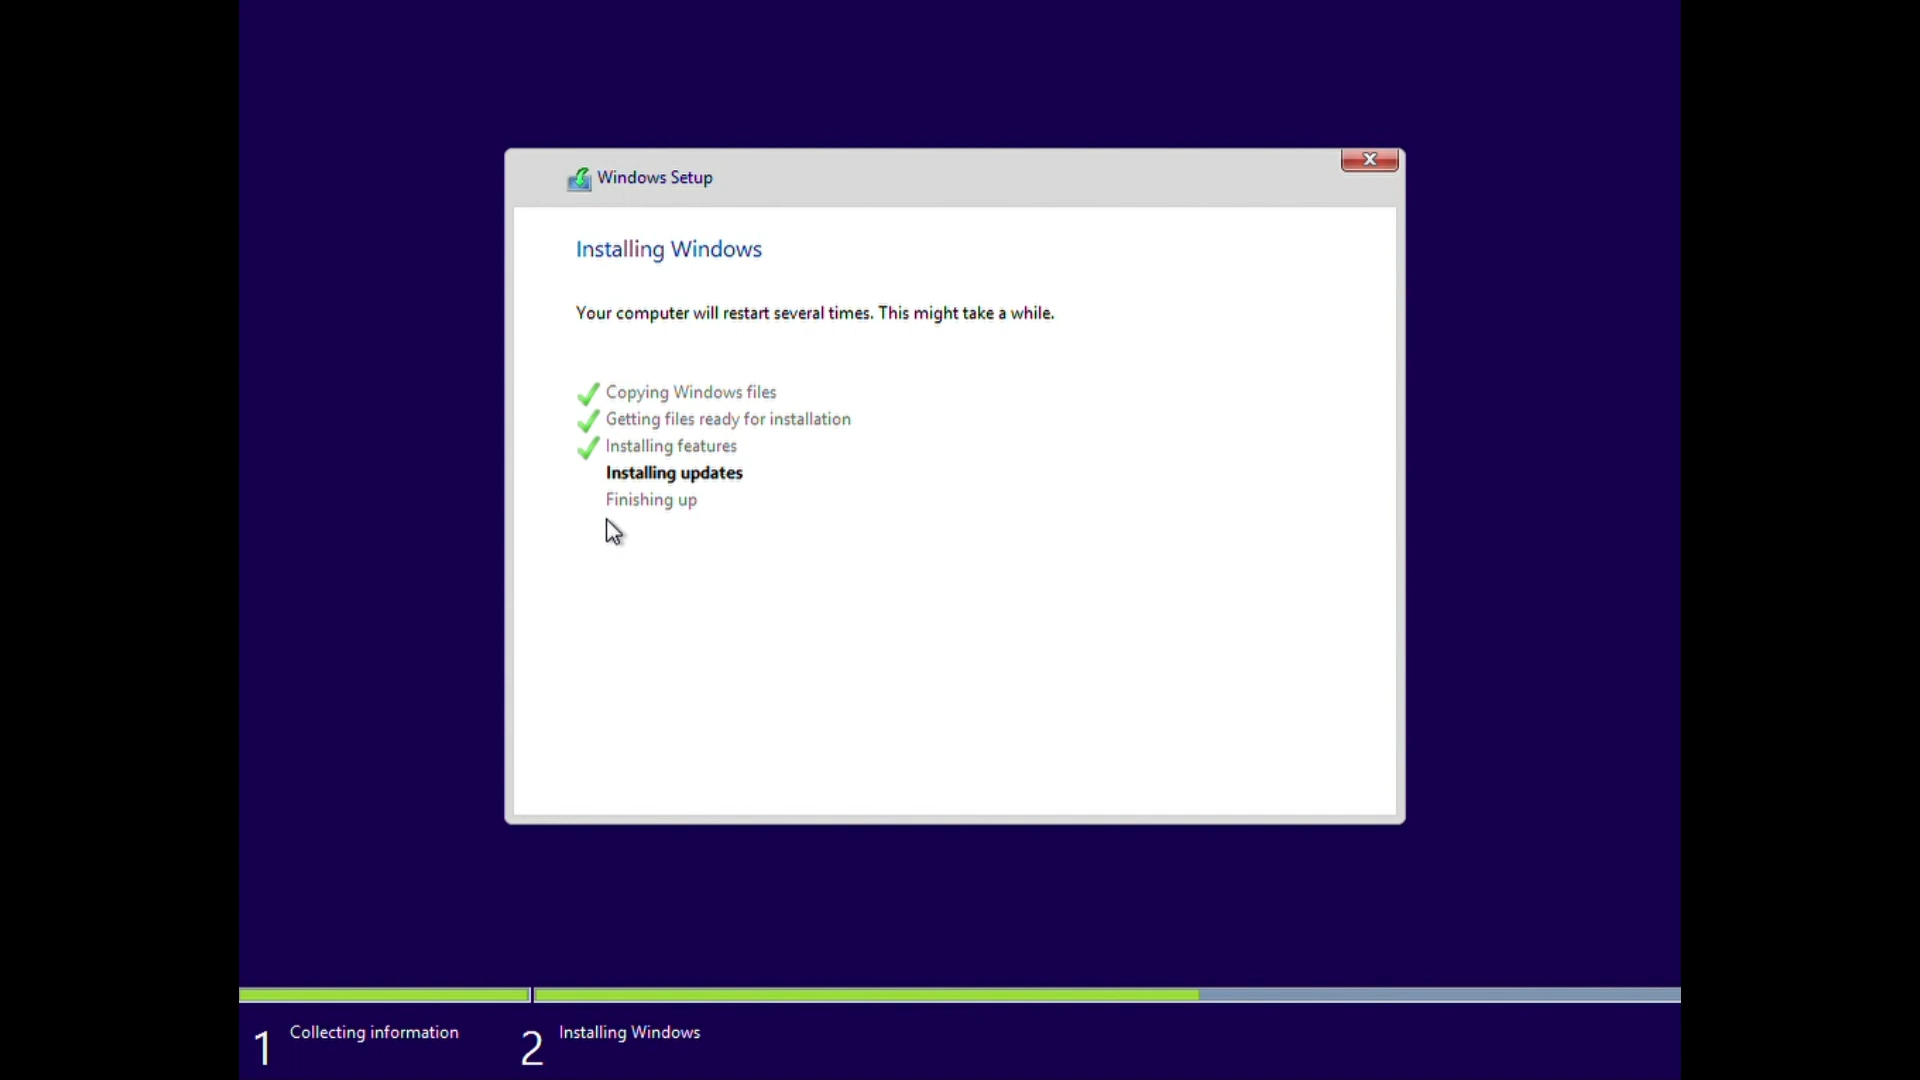 Windows Setup
Installing Windows
Your computer will restart several times. This might take a while.
Copying Windows files
Getting files ready for installation
Installing features
Installing updates
Finishing up
1 Collecting information
2 Installing Windows